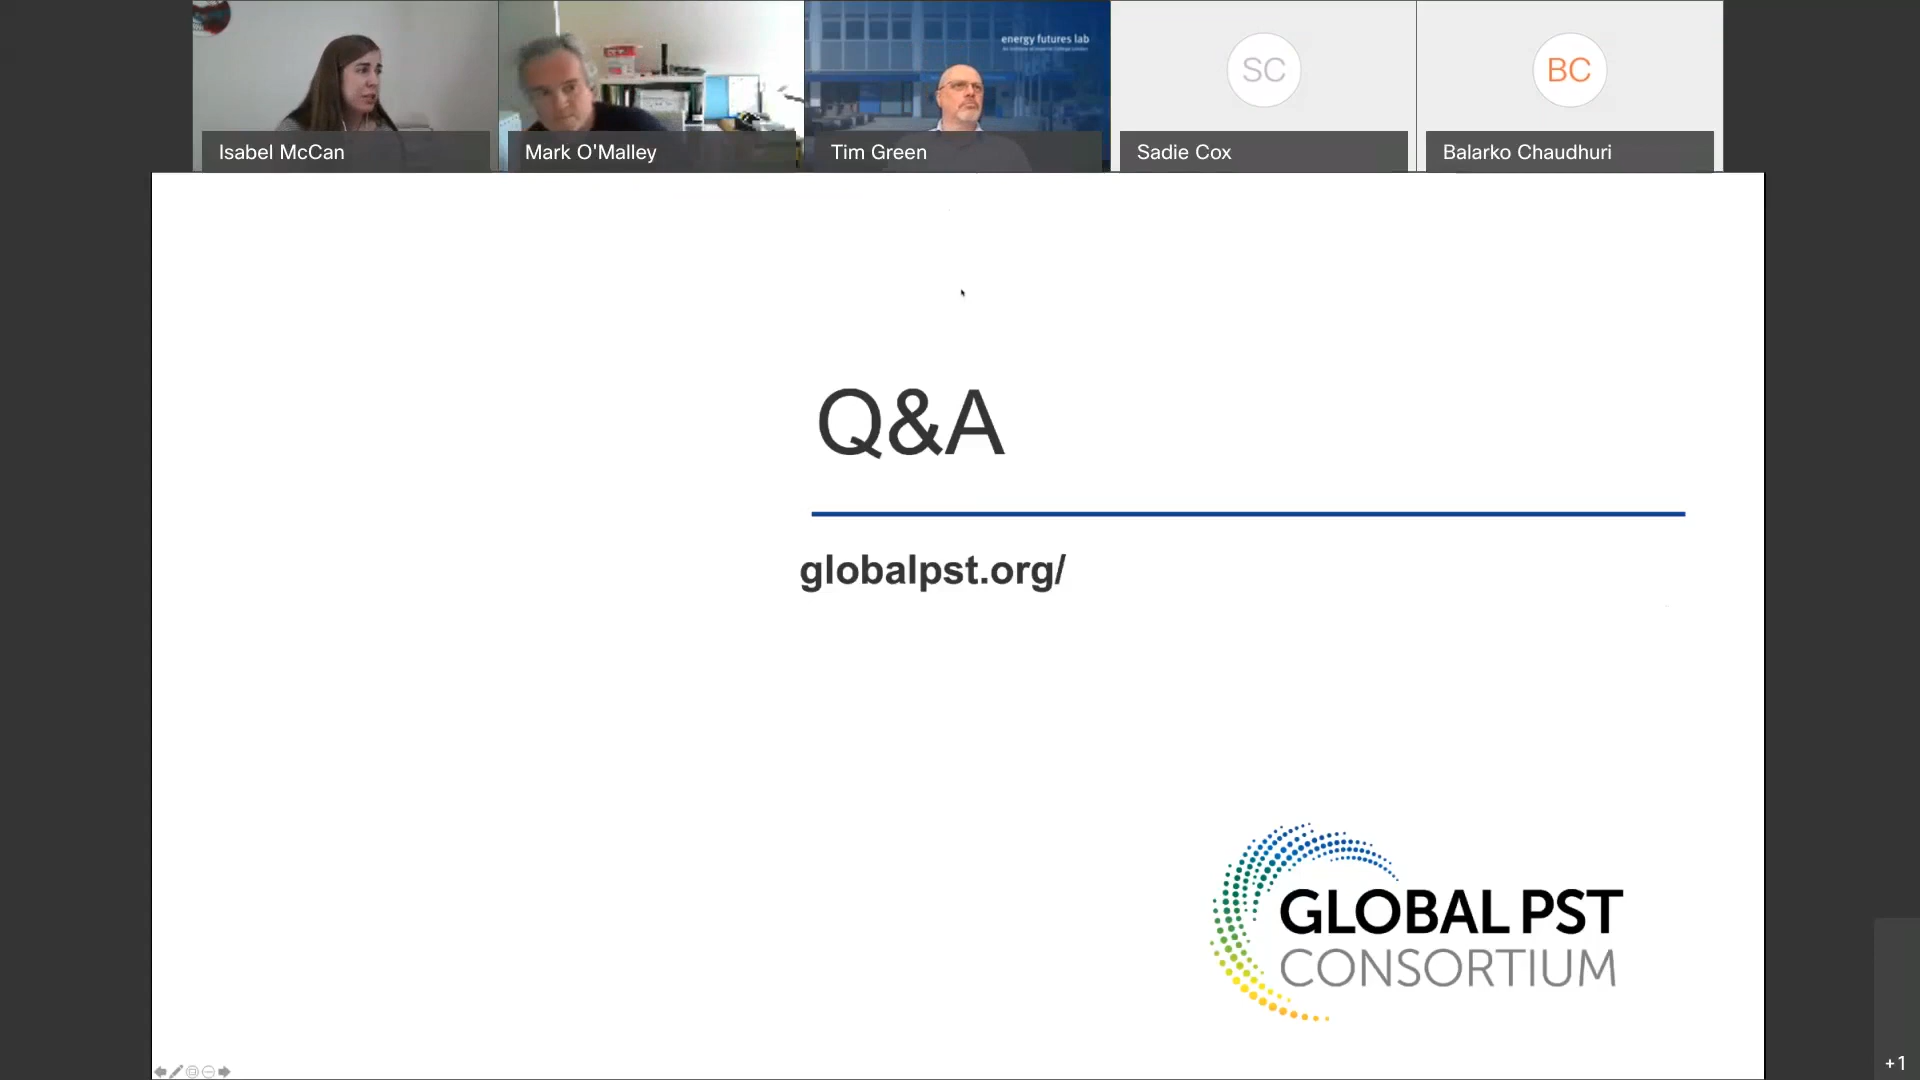 energy futures lab
SC
BC
Isabel McCan
Mark O'Malley
Tim Green
Sadie Cox
Balarko Chaudhuri
Q&A
globalpst.org/
GLOBAL PST
CONSORTIUM
+1